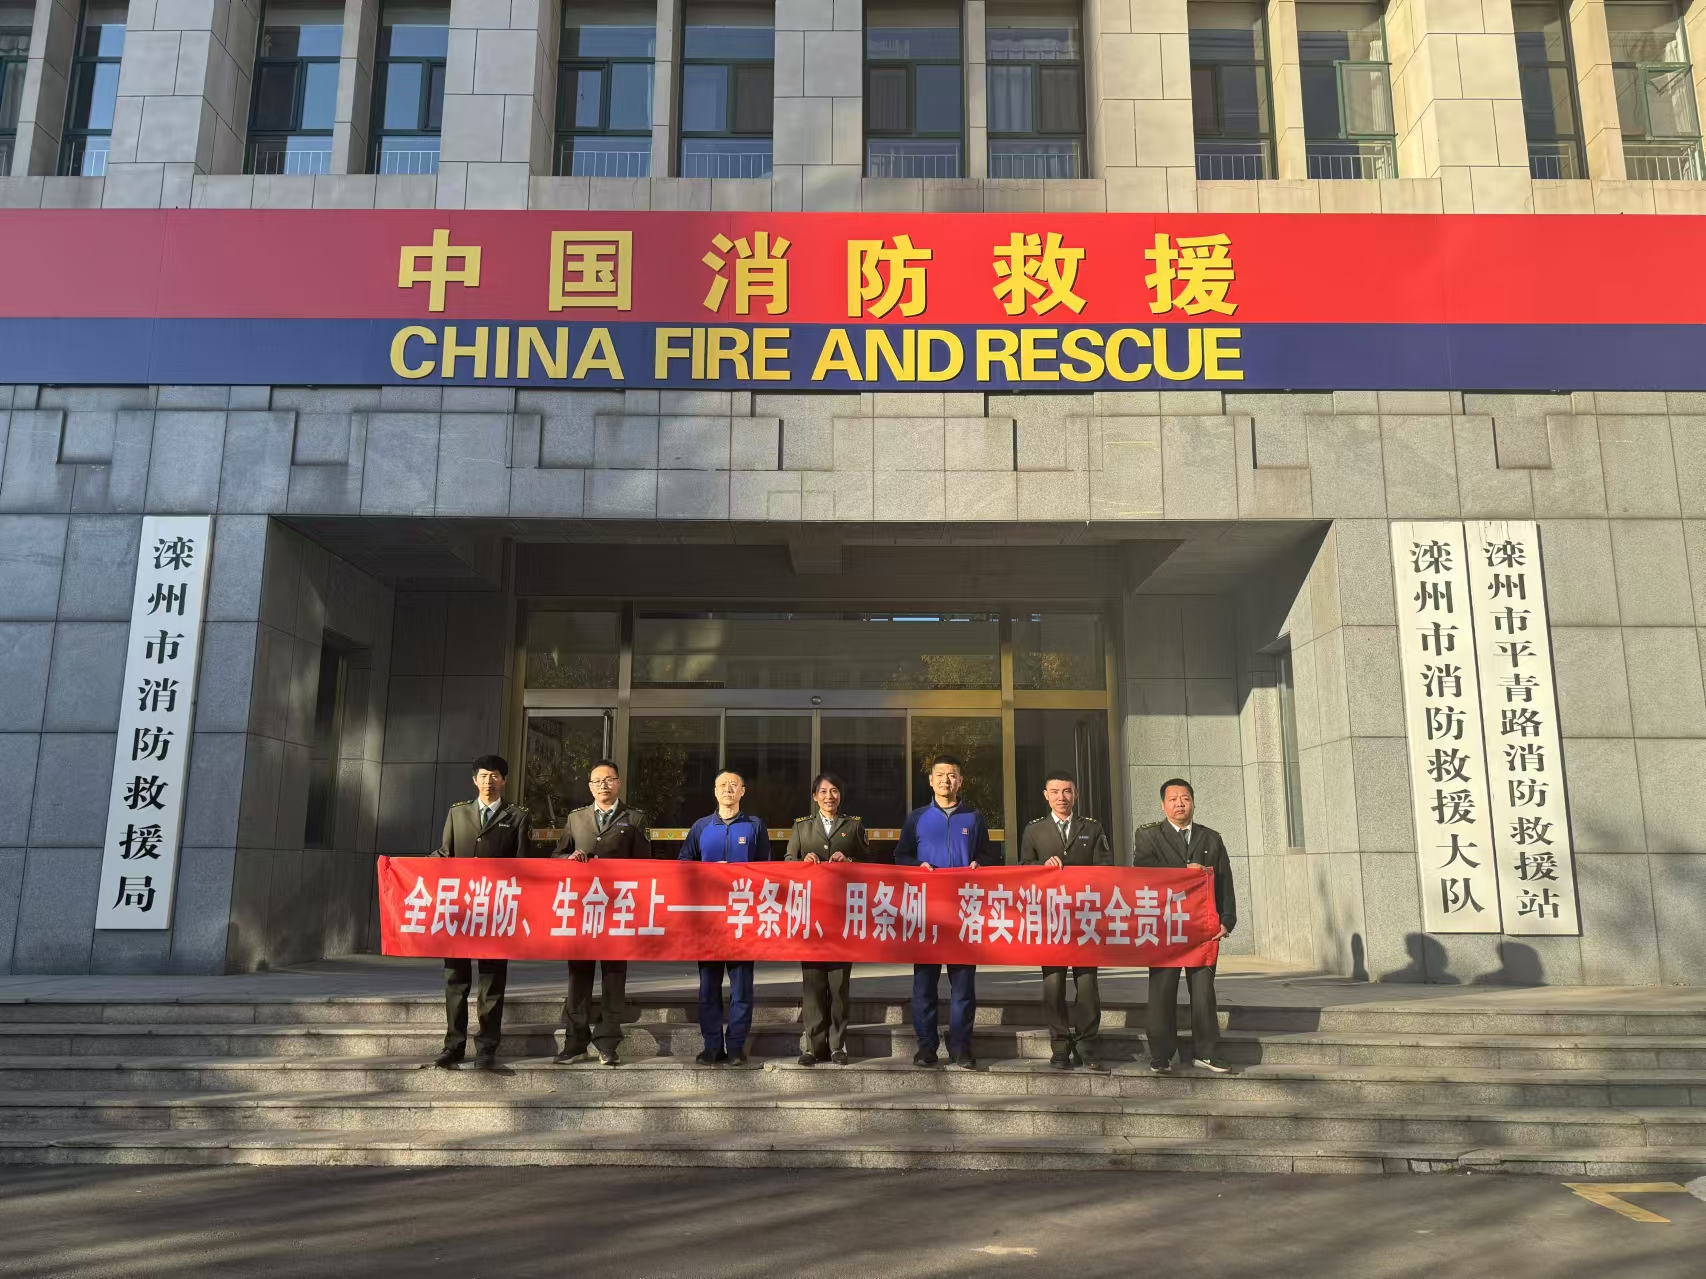 中国消防救援
CHINA FIRE AND RESCUE
滦州市消防救援局
滦州市消防救援大队
滦州市平青路消防救援站
全民消防、生命至上——学条例、用条例，落实消防安全责任